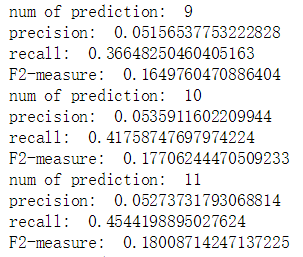 num of prediction:  9
precision:  0.05156537753222828
recall:  0.36648250460405163
F2-measure:  0.1649760470886404
num of prediction:  10
precision:  0.0535911602209944
recall:  0.41758747697974224
F2-measure:  0.17706244470509233
num of prediction:  11
precision:  0.05273731793068814
recall:  0.4544198895027624
F2-measure:  0.18008714247137225